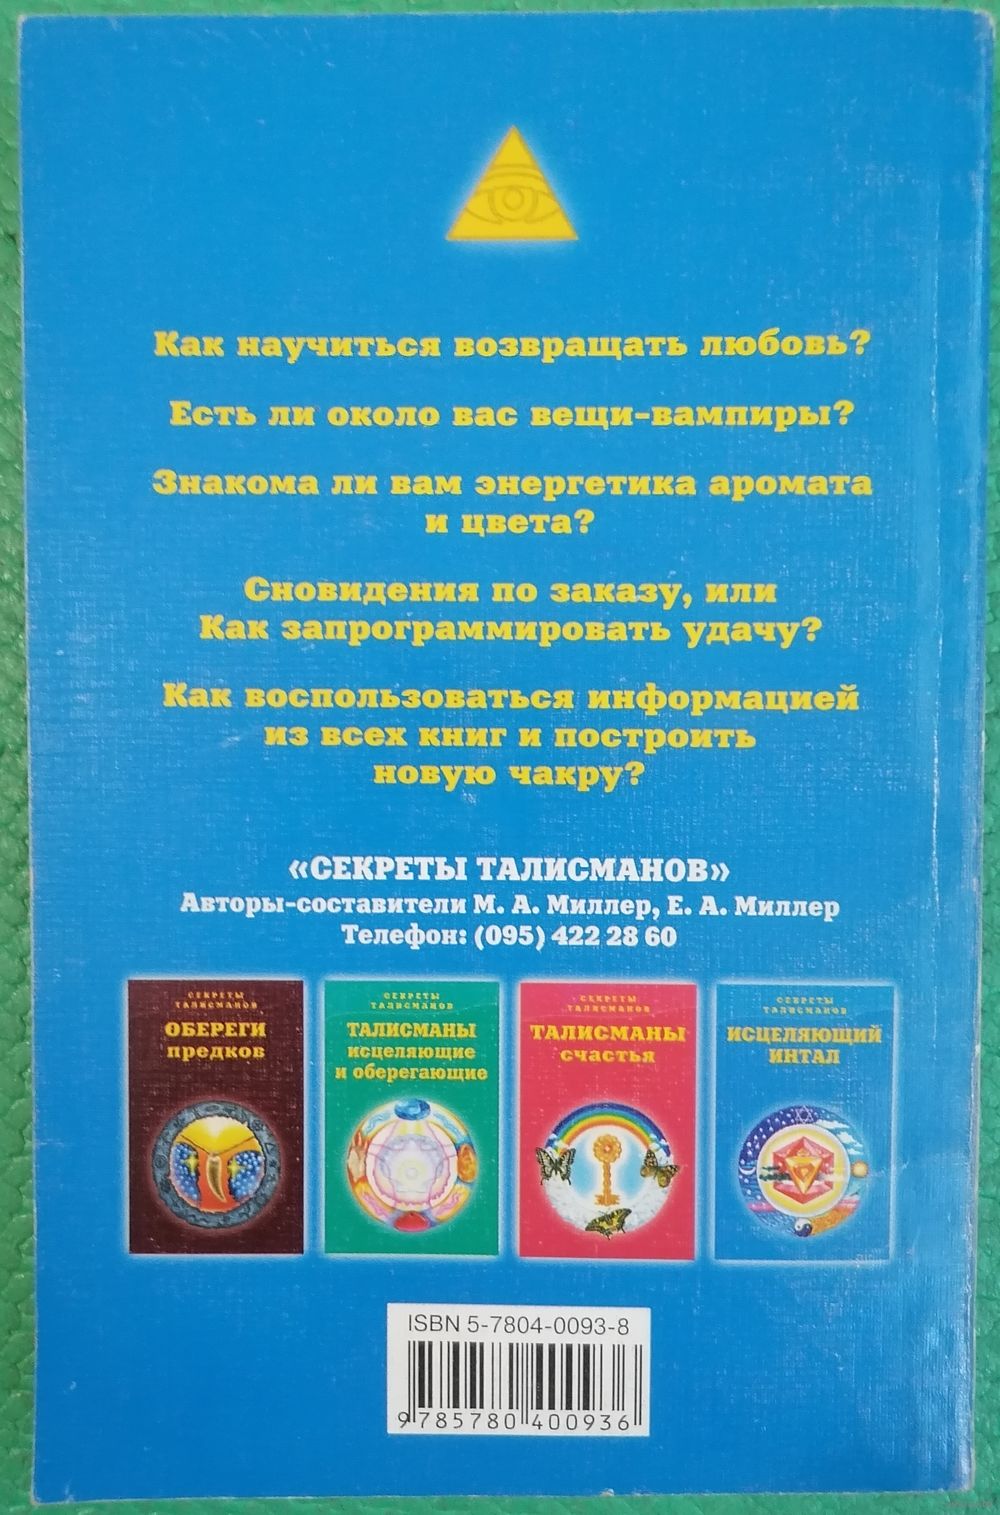 Как научиться возвращать любовь?
Есть ли около вас вещи-вампиры?
Знакома ли вам энергетика аромата
и цвета?
Сновидения по заказу, или
Как запрограммировать удачу?
Как воспользоваться информацией
из всех книг и построить
новую чакру?
«СЕКРЕТЫ ТАЛИСМАНОВ»
Авторы-составители М. А. Миллер, Е. А. Миллер
Телефон: (095) 422 28 60
СЕКРЕТЫ
ТАЛИСМАНОВ
ОБЕРЕГИ
предков
СЕКРЕТЫ
ТАЛИСМАНОВ
ТАЛИСМАНЫ
исцеляющие
и оберегающие
СЕКРЕТЫ
ТАЛИСМАНОВ
ТАЛИСМАНЫ
счастья
СЕКРЕТЫ
ТАЛИСМАНОВ
ИСЦЕЛЯЮЩИЙ
ИНТАЛ
ISBN 5-7804-0093-8
9 785780 400936